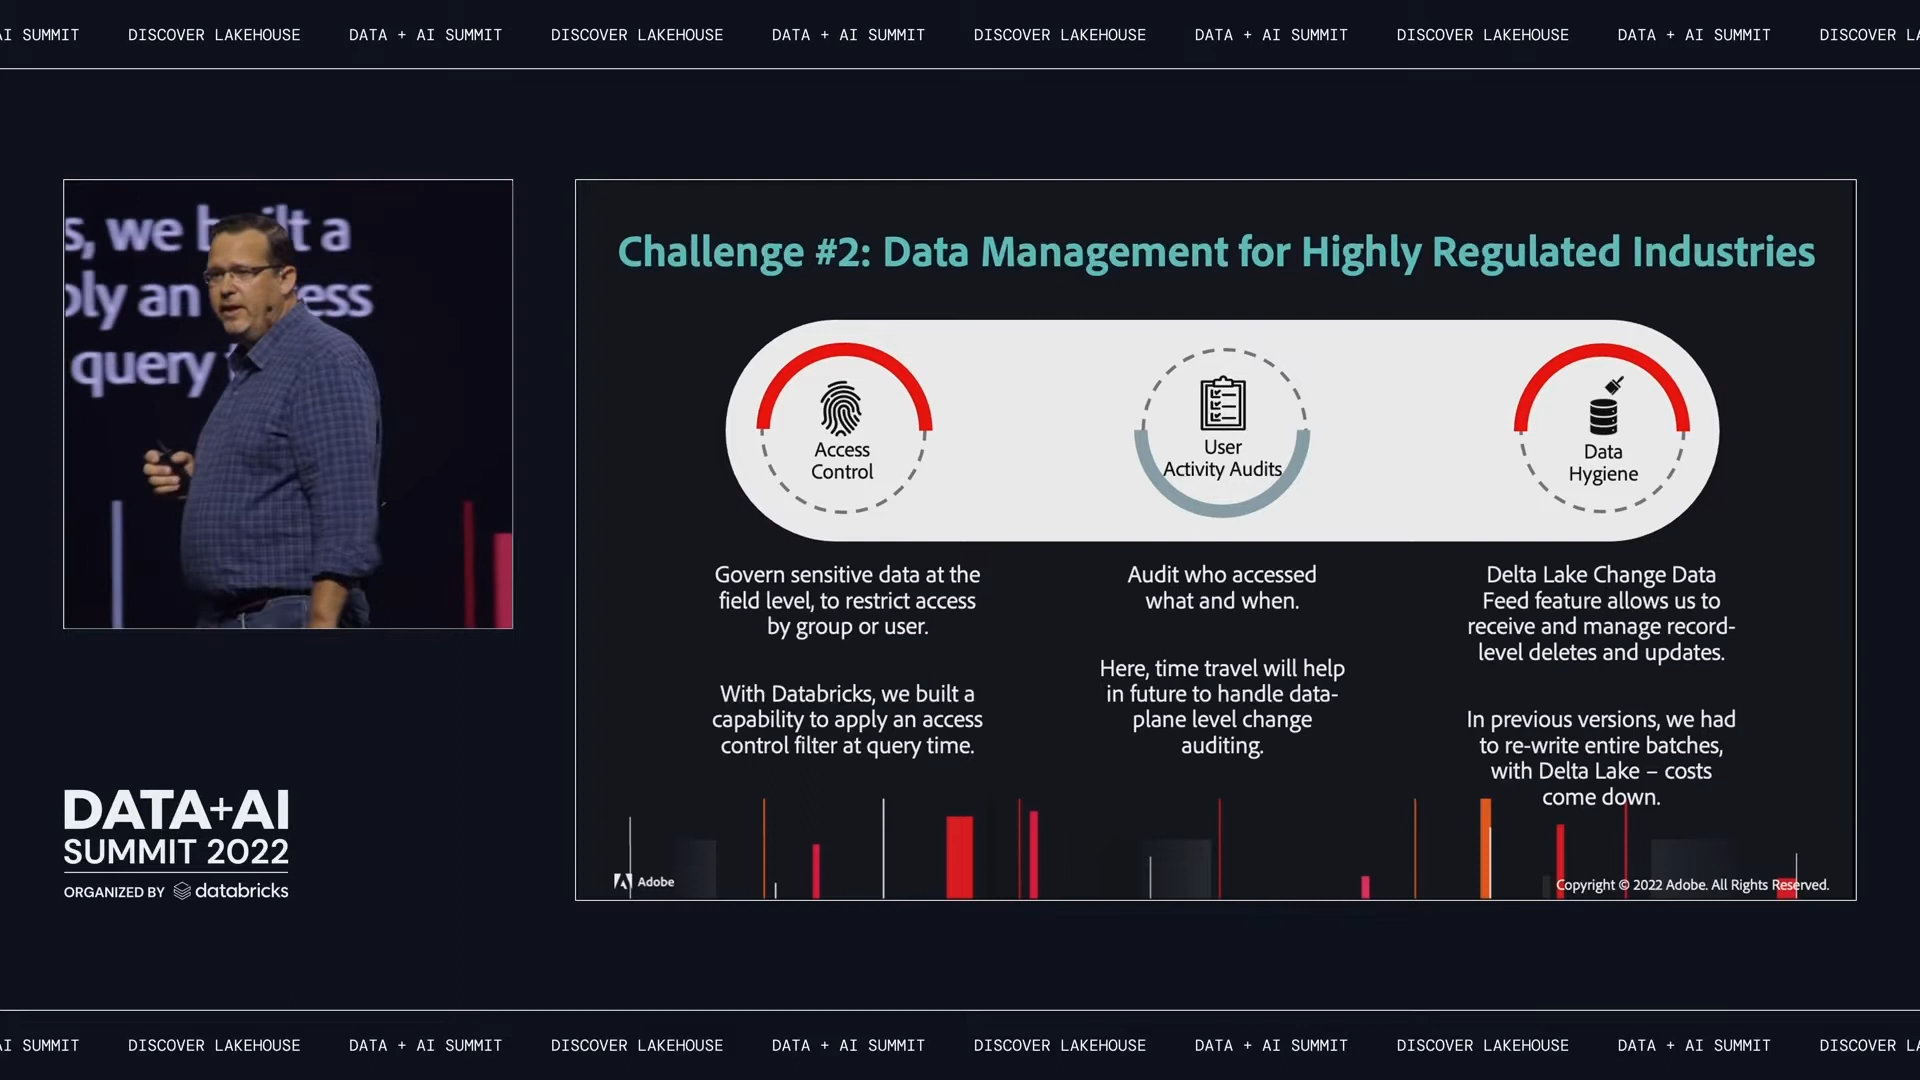 AI SUMMIT DISCOVER LAKEHOUSE DATA + AI SUMMIT DISCOVER LAKEHOUSE DATA + AI SUMMIT DISCOVER LAKEHOUSE DATA + AI SUMMIT DISCOVER LAKEHOUSE DATA + AI SUMMIT DISCOVER LA
s, we built a
ply an access
query
Challenge #2: Data Management for Highly Regulated Industries
Access
Control
User
Activity Audits
Data
Hygiene
Govern sensitive data at the
field level, to restrict access
by group or user.
With Databricks, we built a
capability to apply an access
control filter at query time.
Audit who accessed
what and when.
Here, time travel will help
in future to handle data-
plane level change
auditing.
Delta Lake Change Data
Feed feature allows us to
receive and manage record-
level deletes and updates.
In previous versions, we had
to re-write entire batches,
with Delta Lake – costs
come down.
Adobe
Copyright © 2022 Adobe. All Rights Reserved.
DATA+AI
SUMMIT 2022
ORGANIZED BY databricks
AI SUMMIT DISCOVER LAKEHOUSE DATA + AI SUMMIT DISCOVER LAKEHOUSE DATA + AI SUMMIT DISCOVER LAKEHOUSE DATA + AI SUMMIT DISCOVER LAKEHOUSE DATA + AI SUMMIT DISCOVER LA